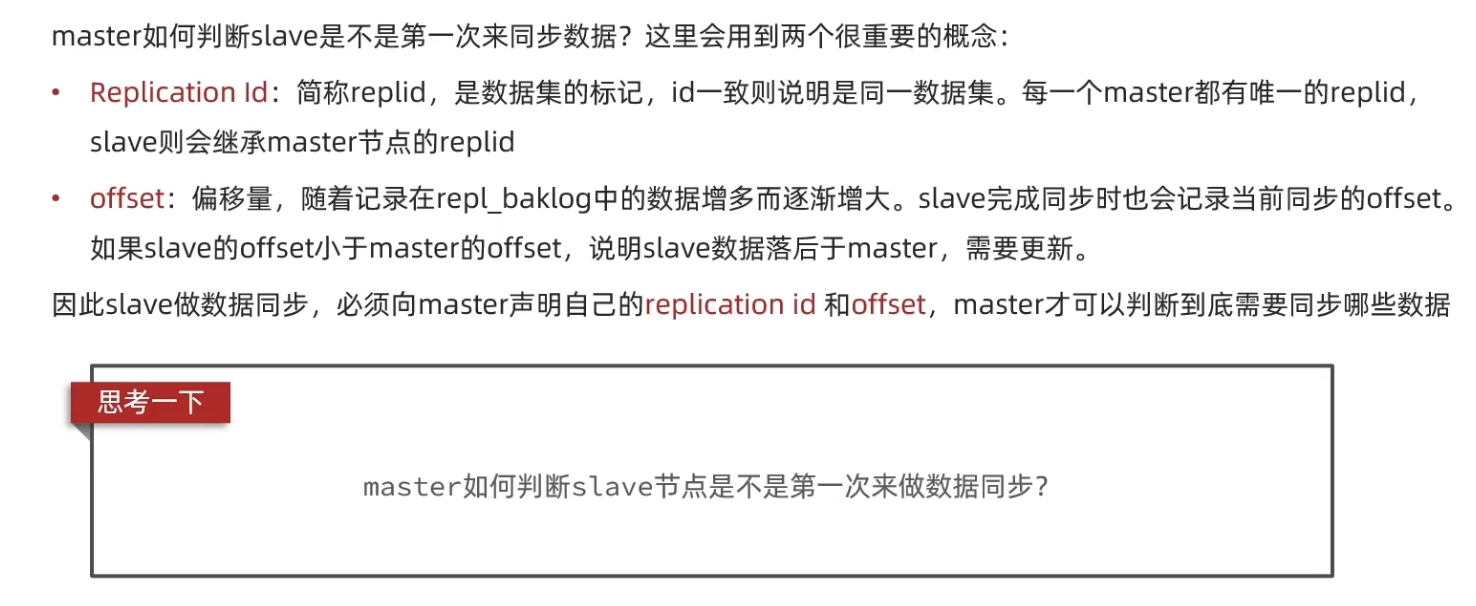 master如何判断slave是不是第一次来同步数据？这里会用到两个很重要的概念：
• Replication Id：简称replid，是数据集的标记，id一致则说明是同一数据集。每一个master都有唯一的replid，
slave则会继承master节点的replid
• offset：偏移量，随着记录在repl_baklog中的数据增多而逐渐增大。slave完成同步时也会记录当前同步的offset。
如果slave的offset小于master的offset，说明slave数据落后于master，需要更新。
因此slave做数据同步，必须向master声明自己的replication id 和offset，master才可以判断到底需要同步哪些数据
思考一下
master如何判断slave节点是不是第一次来做数据同步？